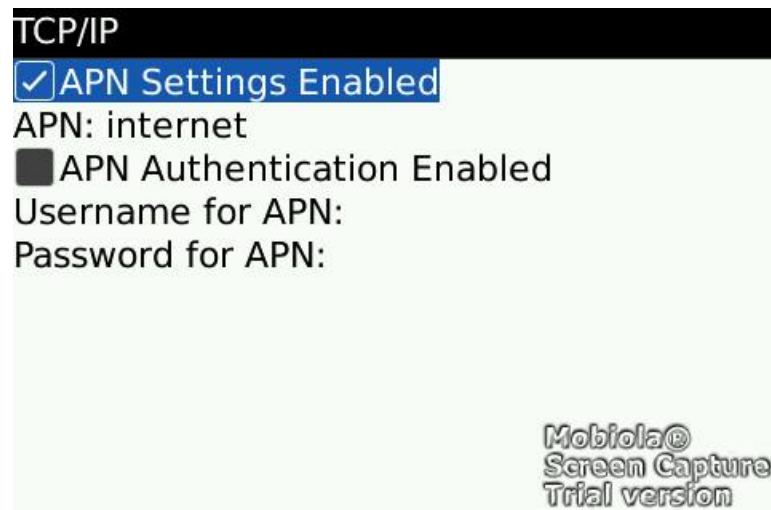 TCP/IP
APN Settings Enabled
APN: internet
APN Authentication Enabled
Username for APN:
Password for APN:
Mobiola®
Screen Capture
Trial version